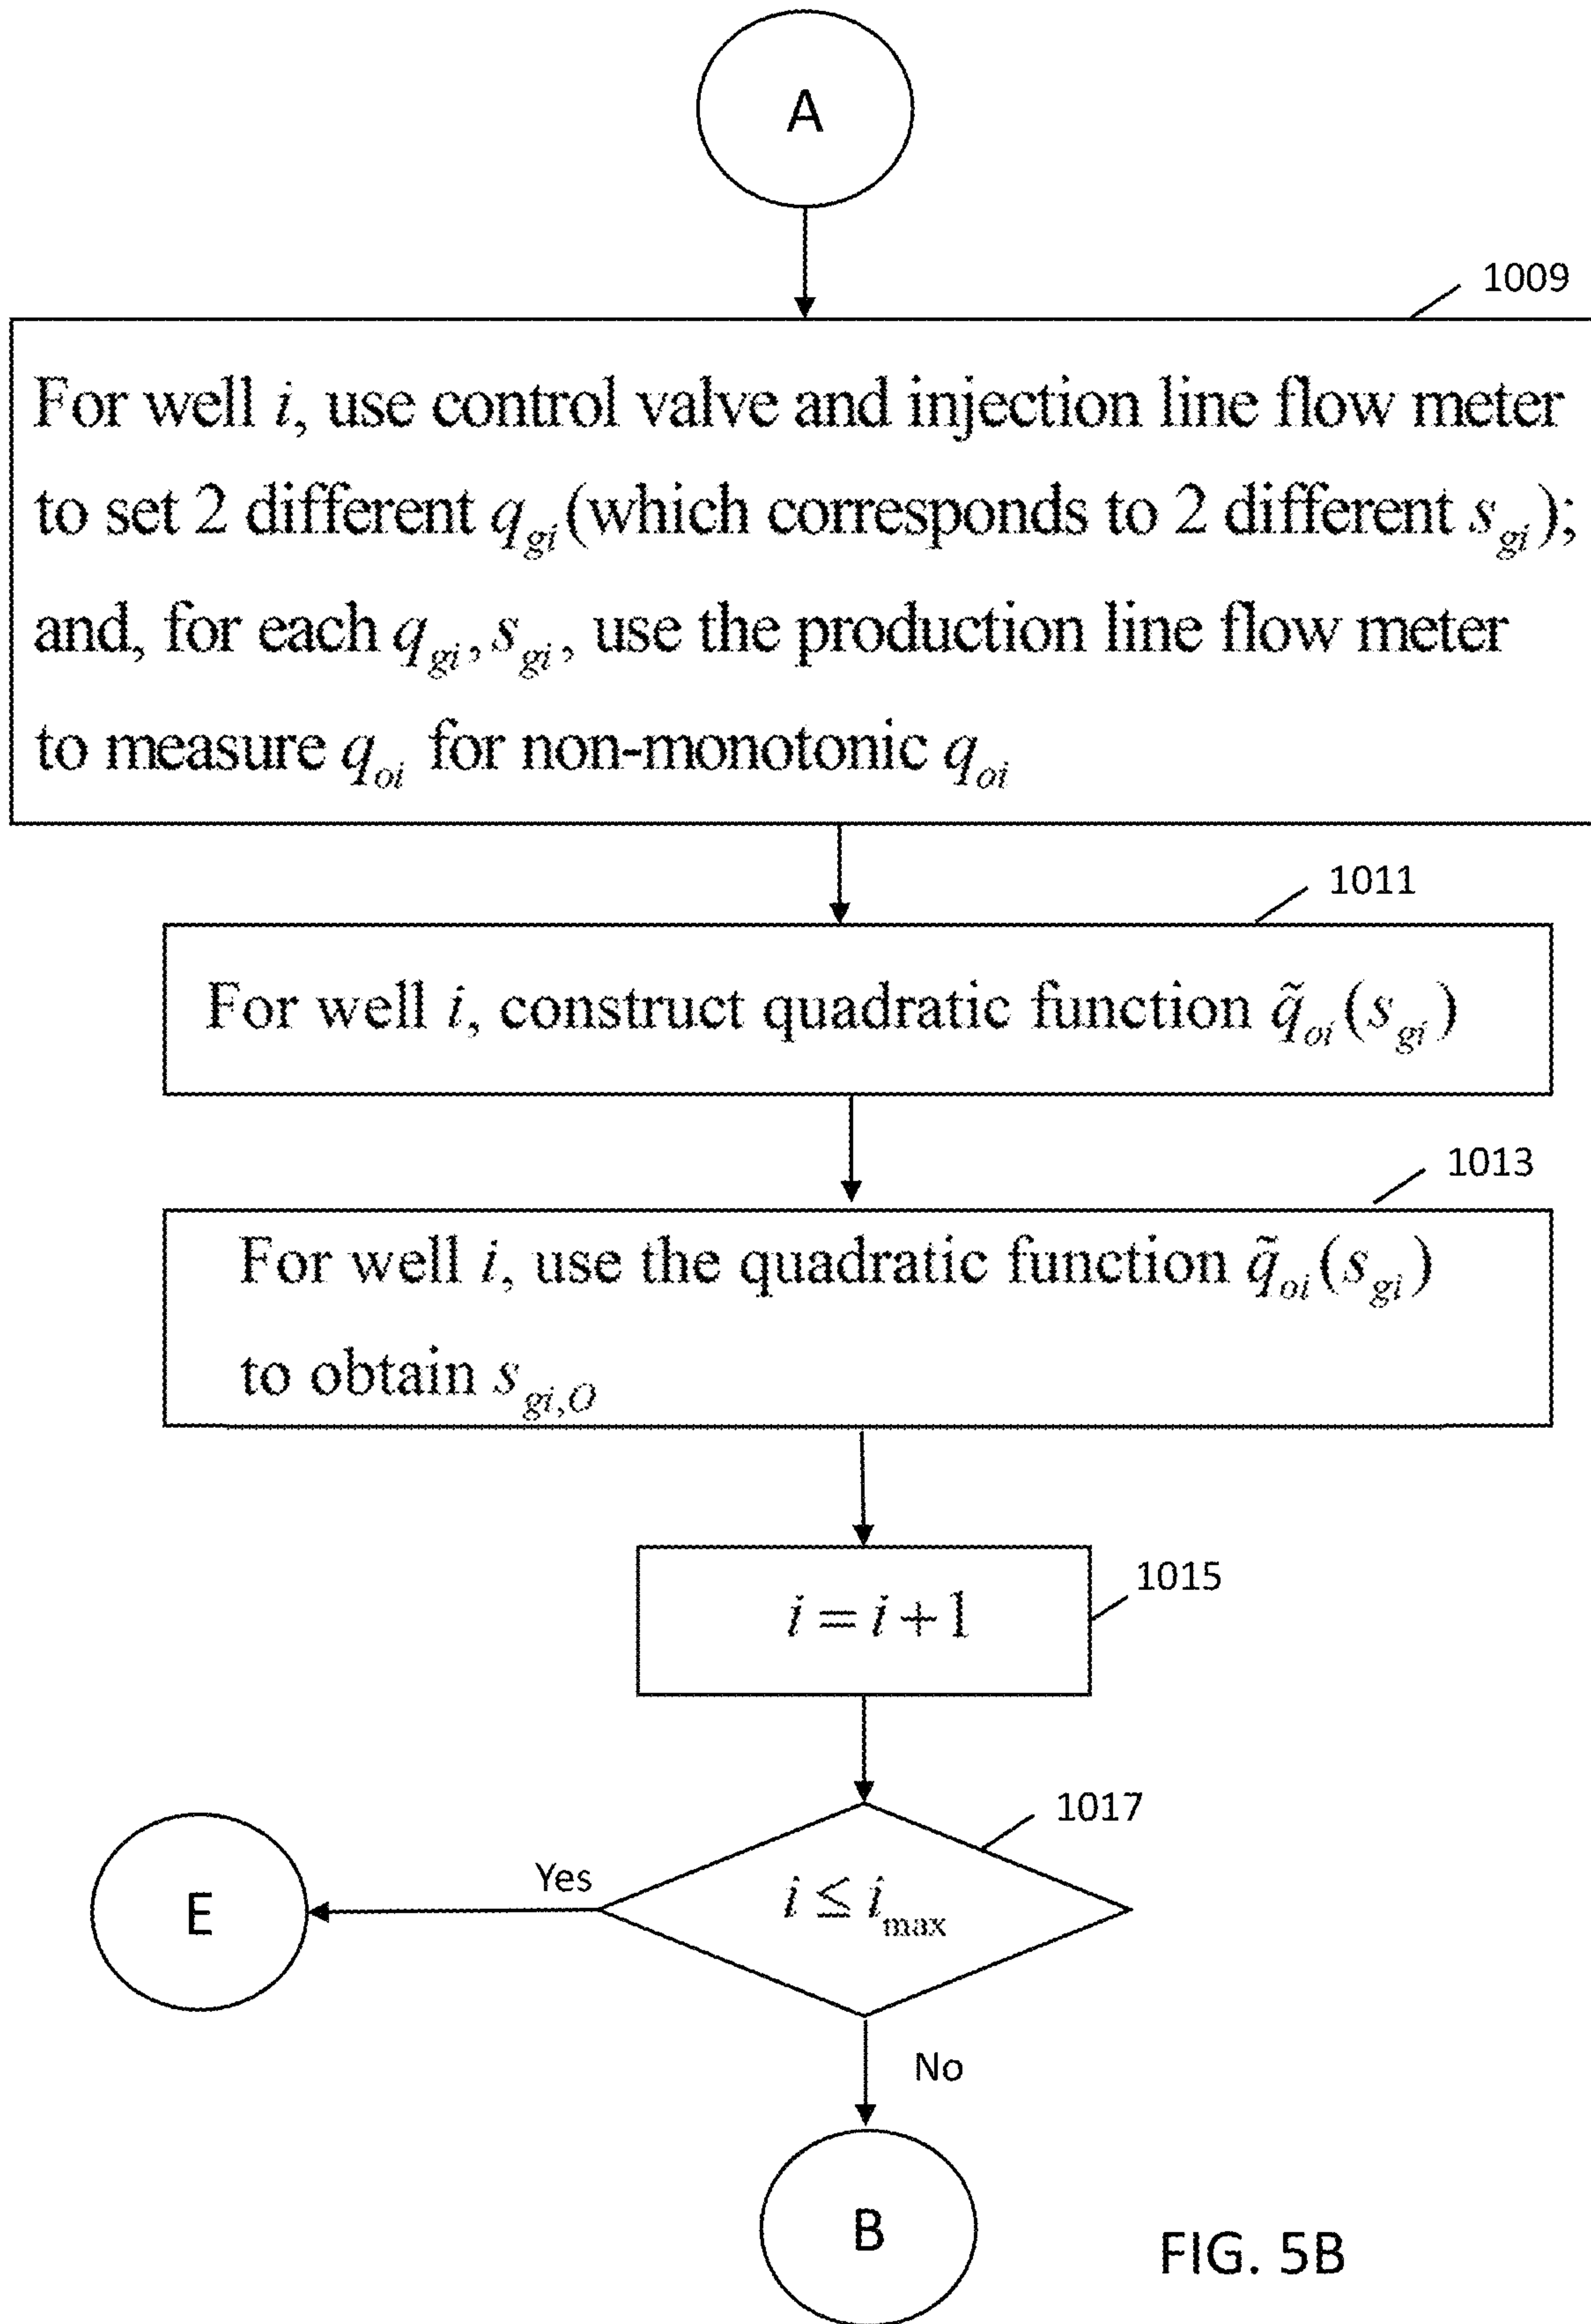 A
1009
For well i, use control valve and injection line flow meter
to set 2 different q_gi (which corresponds to 2 different s_gi);
and, for each q_gi, s_gi, use the production line flow meter
to measure q_oi for non-monotonic q_oi
1011
For well i, construct quadratic function q̃_oi(s_gi)
1013
For well i, use the quadratic function q̃_oi(s_gi)
to obtain s_gi,O
1015
i = i + 1
1017
Yes
i ≤ i_max
E
No
B
FIG. 5B